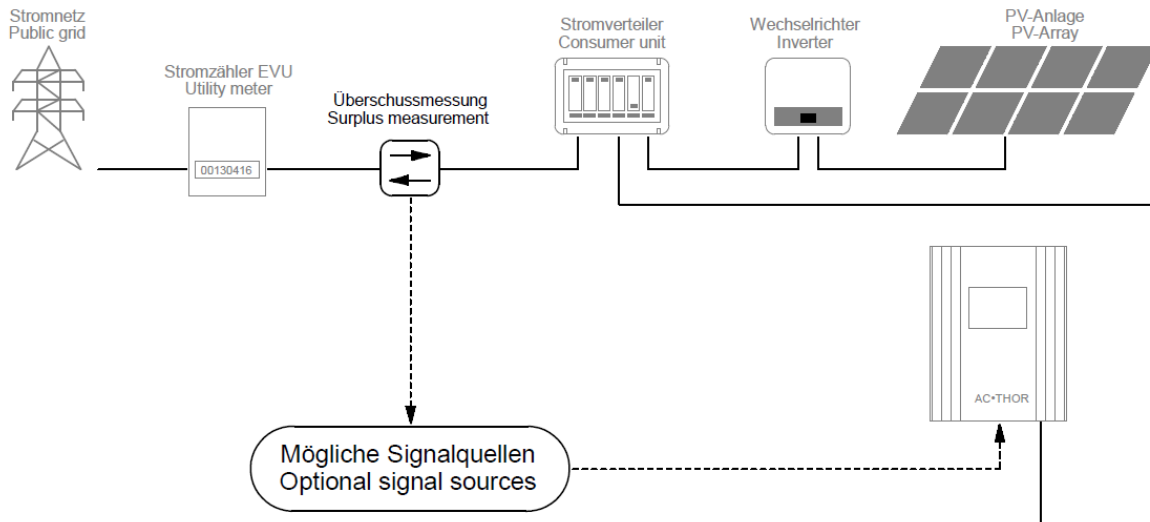 Stromnetz
Public grid
Stromzähler EVU
Utility meter
00130416
Überschussmessung
Surplus measurement
Stromverteiler
Consumer unit
Wechselrichter
Inverter
PV-Anlage
PV-Array
AC•THOR
Mögliche Signalquellen
Optional signal sources